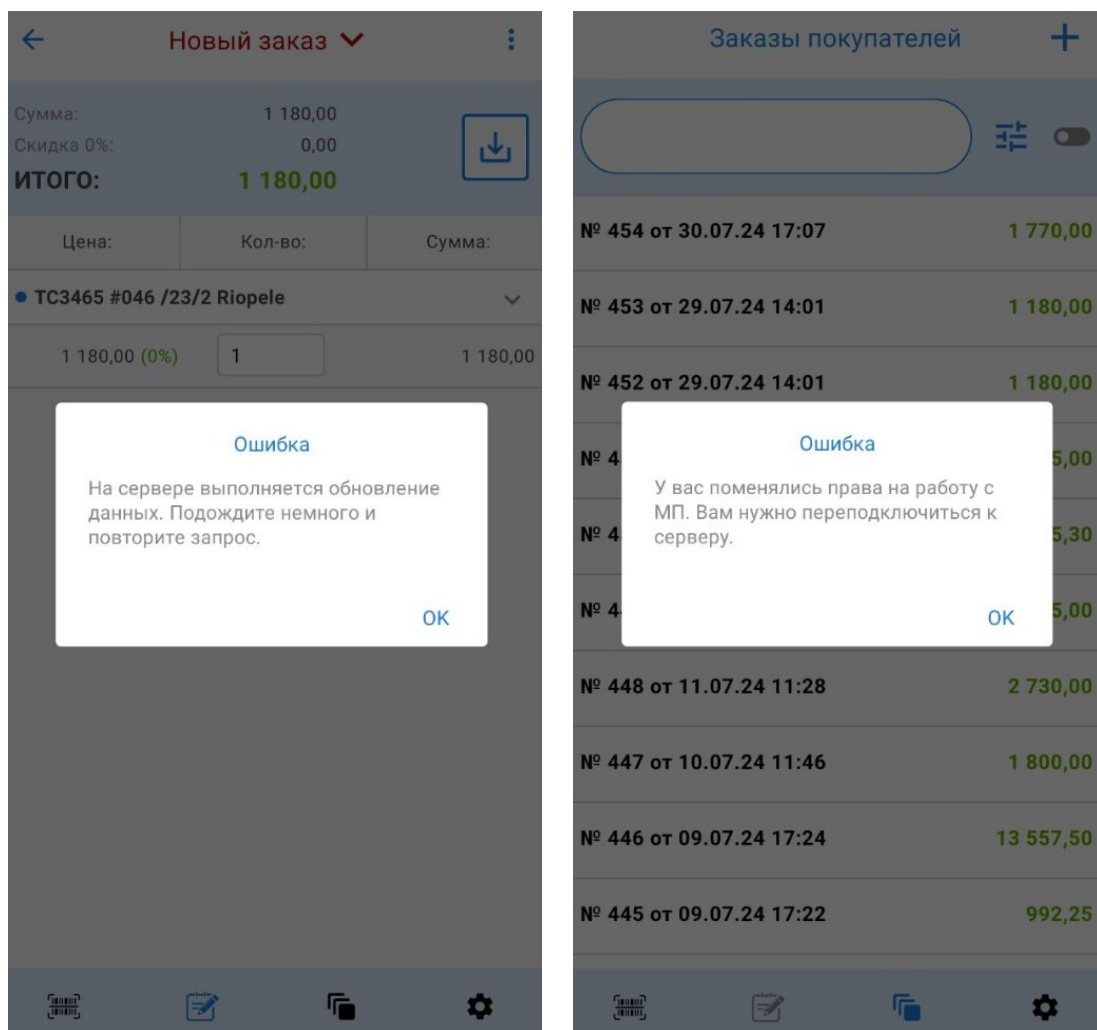 Новый заказ
Сумма: 1 180,00
Скидка 0%: 0,00
ИТОГО: 1 180,00
Цена: Кол-во: Сумма:
TC3465 #046 /23/2 Riopele
1 180,00 (0%) 1 1 180,00
Ошибка
На сервере выполняется обновление
данных. Подождите немного и
повторите запрос.
OK
Заказы покупателей
№ 454 от 30.07.24 17:07 1 770,00
№ 453 от 29.07.24 14:01 1 180,00
№ 452 от 29.07.24 14:01 1 180,00
Ошибка
У вас поменялись права на работу с
МП. Вам нужно переподключиться к
серверу.
OK
№ 448 от 11.07.24 11:28 2 730,00
№ 447 от 10.07.24 11:46 1 800,00
№ 446 от 09.07.24 17:24 13 557,50
№ 445 от 09.07.24 17:22 992,25